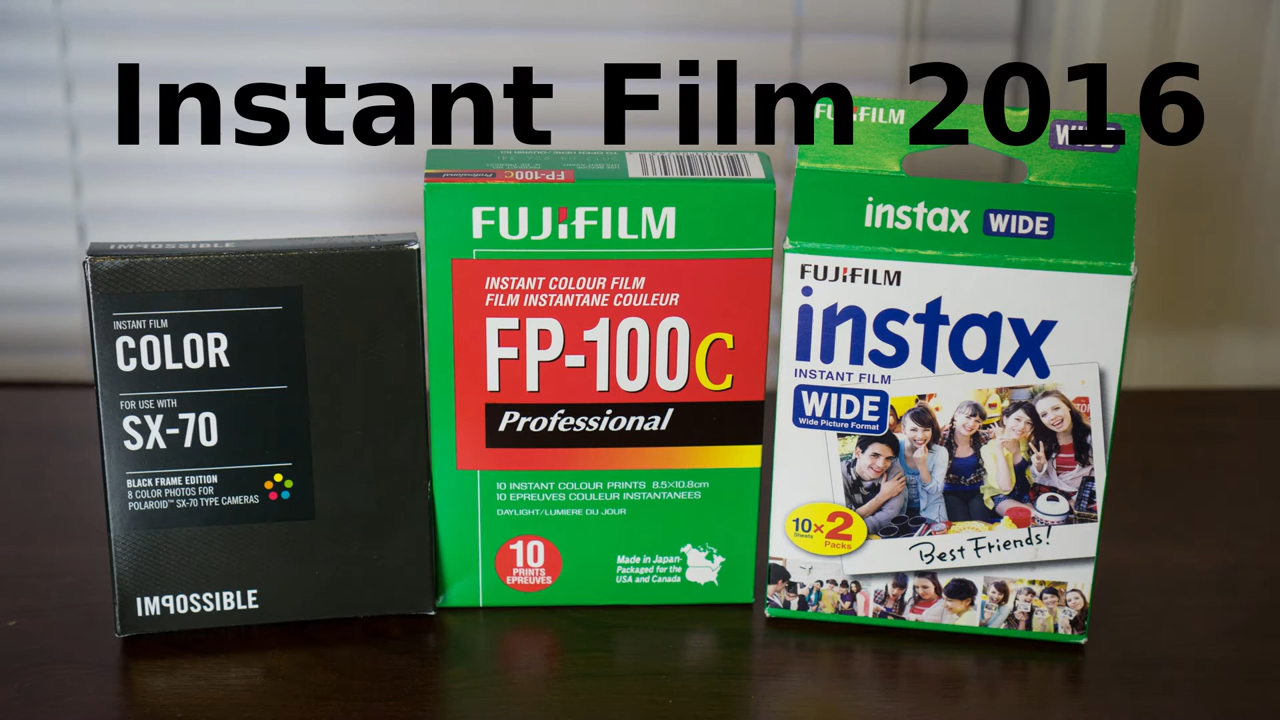 Instant Film 2016
IMPOSSIBLE
INSTANT FILM
COLOR
FOR USE WITH
SX-70
BLACK FRAME EDITION
8 COLOR PHOTOS FOR
POLAROID™ SX-70 TYPE CAMERAS
IMPOSSIBLE
Professional FP-100C
FUJIFILM
INSTANT COLOUR FILM
FILM INSTANTANE COULEUR
FP-100C
Professional
10 INSTANT COLOUR PRINTS 8.5×10.8cm
10 EPREUVES COULEUR INSTANTANEES
DAYLIGHT/LUMIERE DU JOUR
10
PRINTS
EPREUVES
Made in Japan-
Packaged for the
USA and Canada
FUJIFILM
WIDE
instax WIDE
FUJIFILM
instax
INSTANT FILM
WIDE
Wide Picture Format
10×2
Sheets Packs
Best Friends!